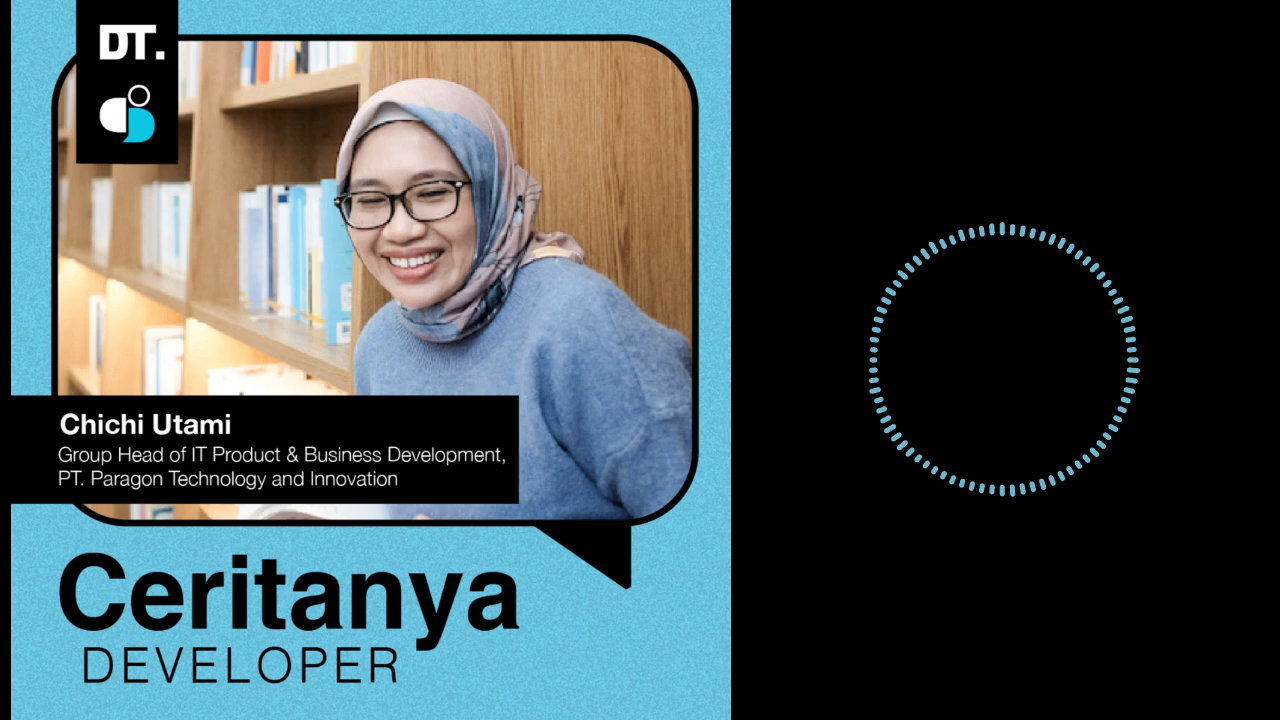 DT.
Chichi Utami
Group Head of IT Product & Business Development,
PT. Paragon Technology and Innovation
Ceritanya
DEVELOPER